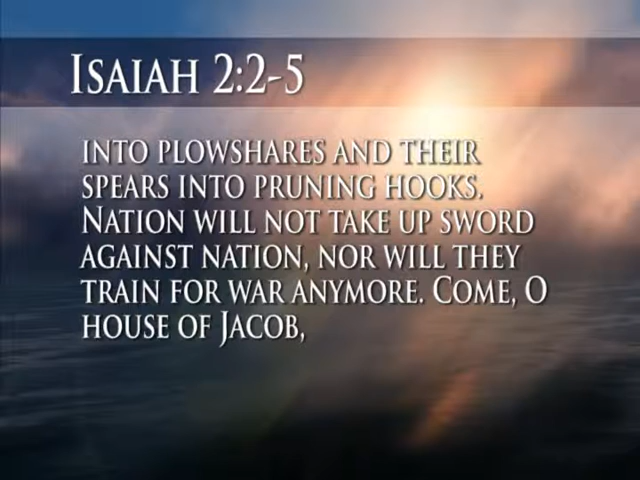 Isaiah 2:2-5
into plowshares and their
spears into pruning hooks.
Nation will not take up sword
against nation, nor will they
train for war anymore. Come, O
house of Jacob,